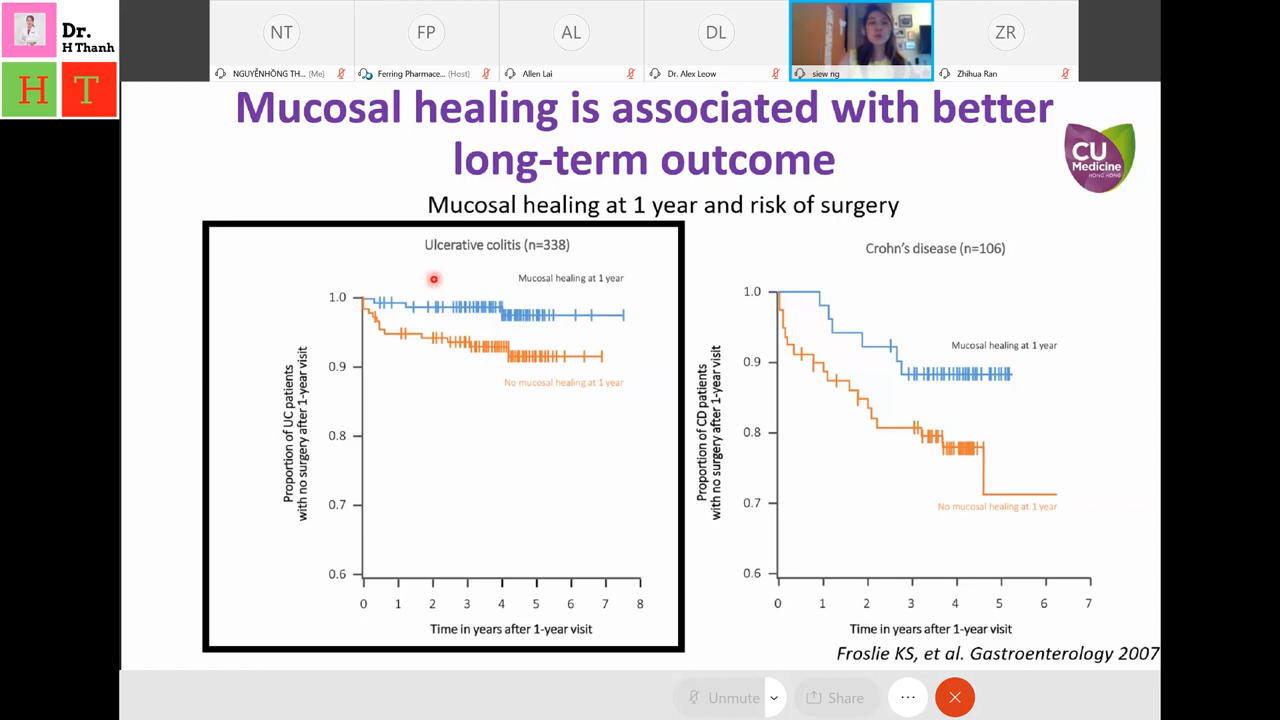 Dr.
H Thanh
H T
NT
FP
AL
DL
ZR
NGUYỄNHỒNG TH... (Me)
Ferring Pharmace... (Host)
Allen Lai
Dr. Alex Leow
siew ng
Zhihua Ran
Mucosal healing is associated with better
long-term outcome
CU
Medicine
HONG KONG
Mucosal healing at 1 year and risk of surgery
Ulcerative colitis (n=338)
Mucosal healing at 1 year
No mucosal healing at 1 year
Proportion of UC patients
with no surgery after 1-year visit
1.0
0.9
0.8
0.7
0.6
0 1 2 3 4 5 6 7 8
Time in years after 1-year visit
Crohn's disease (n=106)
Mucosal healing at 1 year
No mucosal healing at 1 year
Proportion of CD patients
with no surgery after 1-year visit
1.0
0.9
0.8
0.7
0.6
0 1 2 3 4 5 6 7
Time in years after 1-year visit
Froslie KS, et al. Gastroenterology 2007
Unmute
Share